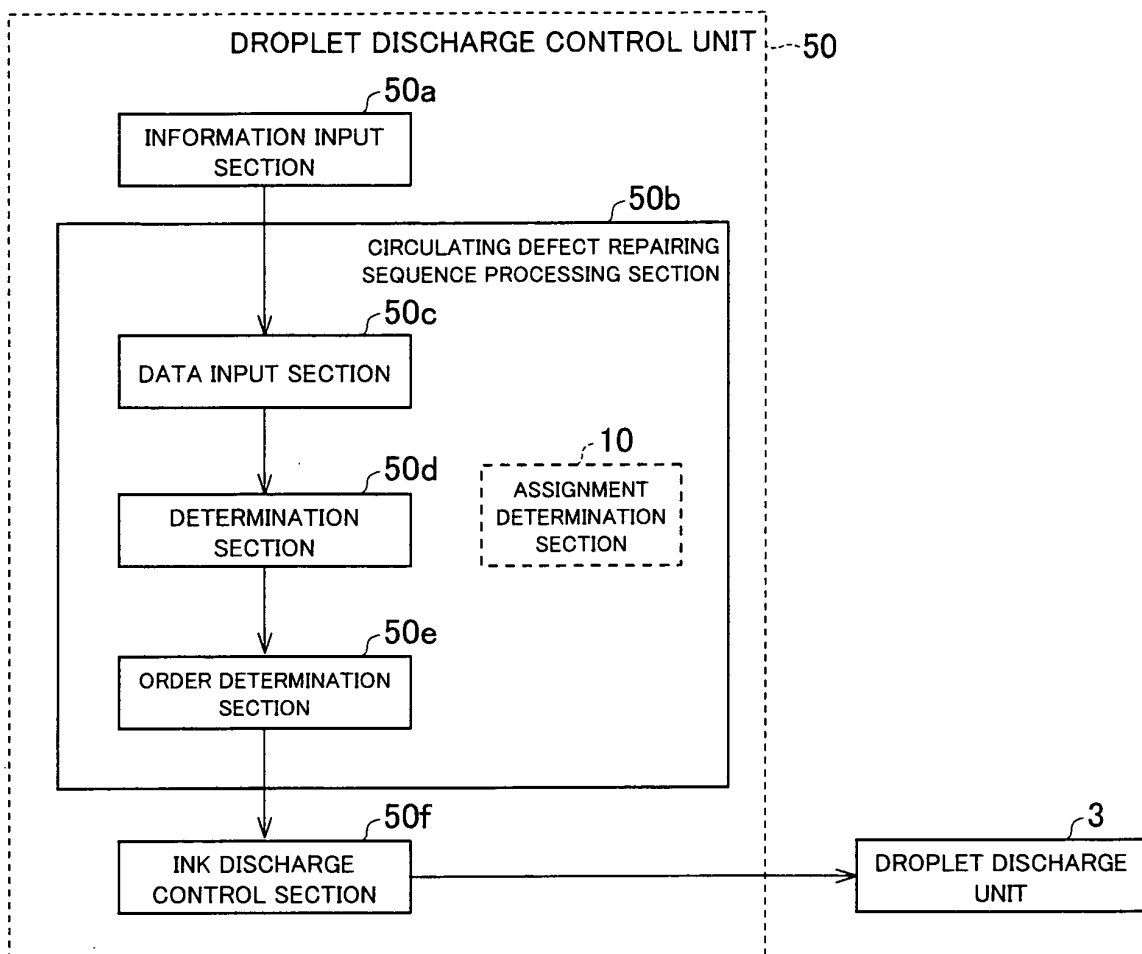 DROPLET DISCHARGE CONTROL UNIT
50
50a
INFORMATION INPUT
SECTION
50b
CIRCULATING DEFECT REPAIRING
SEQUENCE PROCESSING SECTION
50c
DATA INPUT SECTION
10
50d
ASSIGNMENT
DETERMINATION
SECTION
DETERMINATION
SECTION
50e
ORDER DETERMINATION
SECTION
50f
INK DISCHARGE
CONTROL SECTION
3
DROPLET DISCHARGE
UNIT